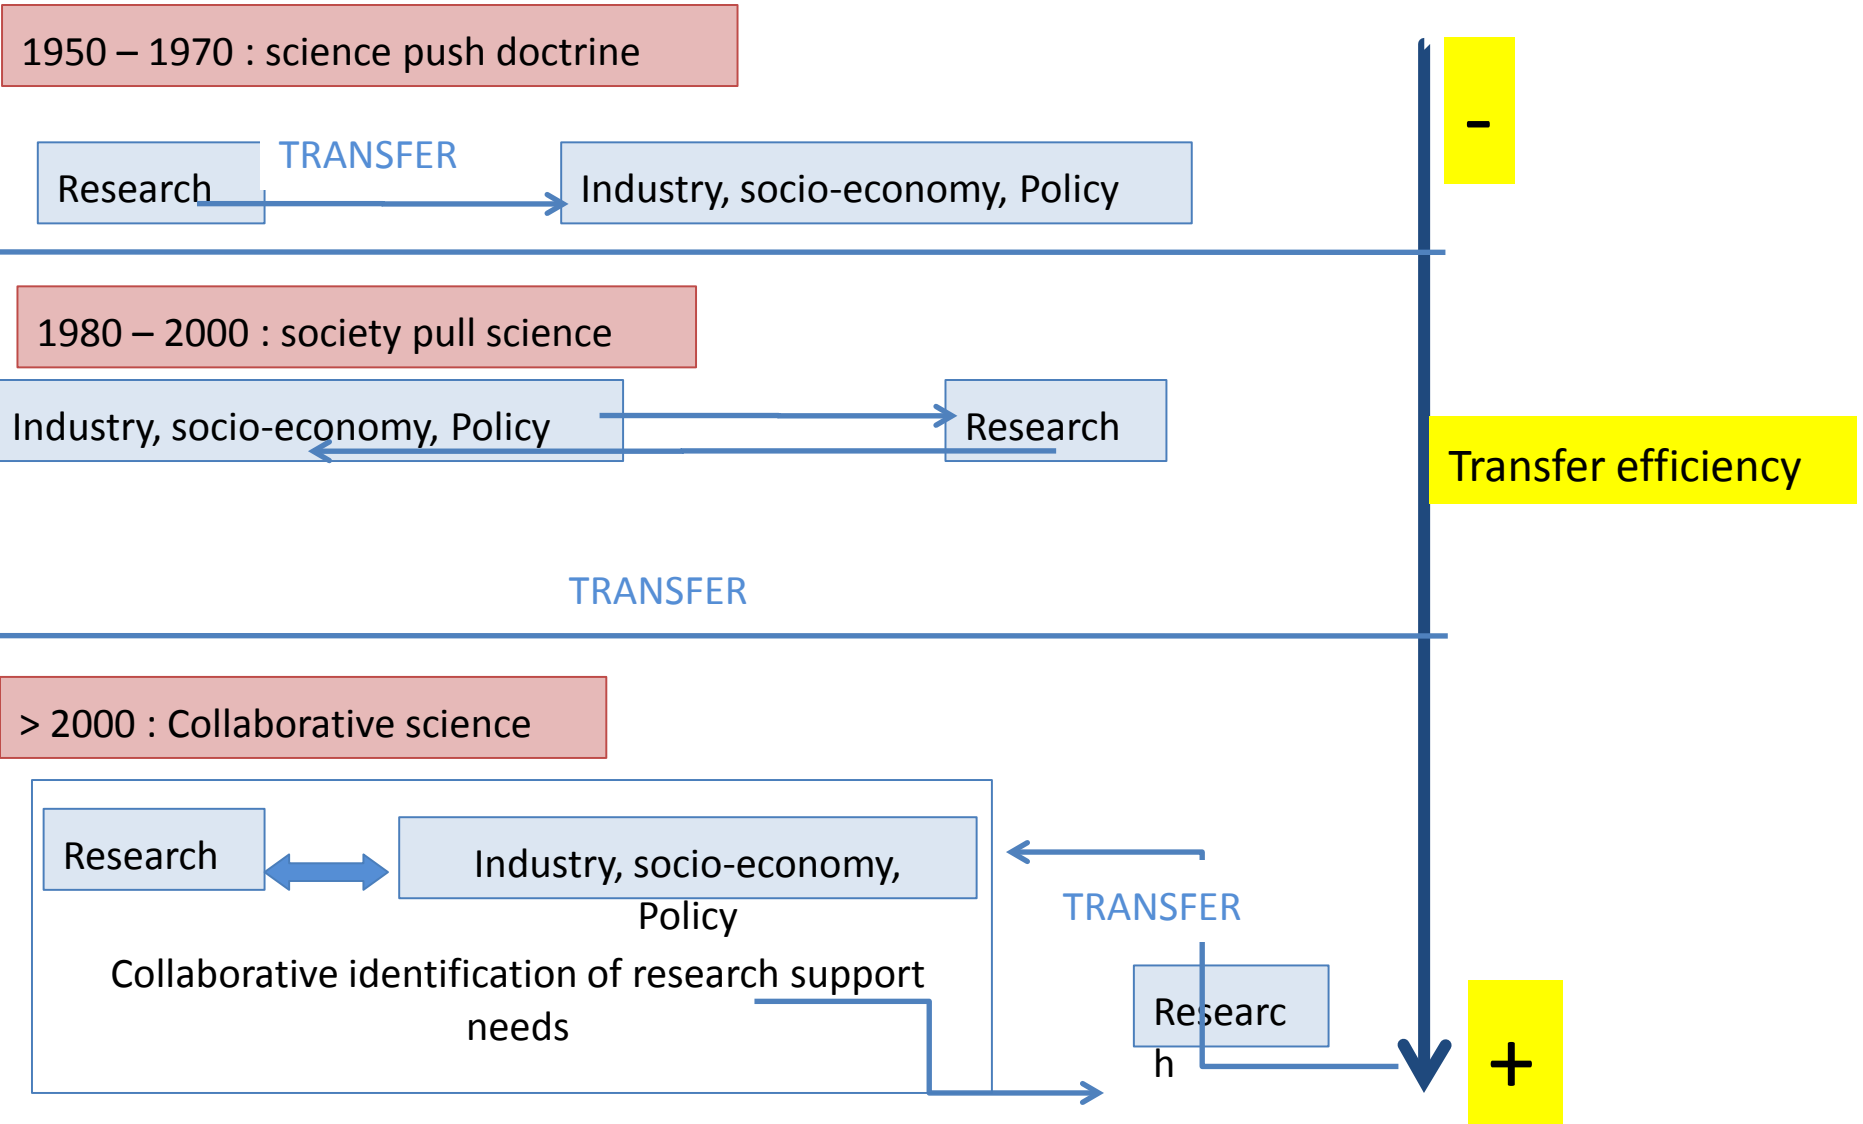 1950 – 1970 : science push doctrine
-
TRANSFER
Research
Industry, socio-economy, Policy
1980 – 2000 : society pull science
Industry, socio-economy, Policy
Research
Transfer efficiency
TRANSFER
> 2000 : Collaborative science
Research
Industry, socio-economy,
Policy
TRANSFER
Collaborative identification of research support
needs
Researc
h
+